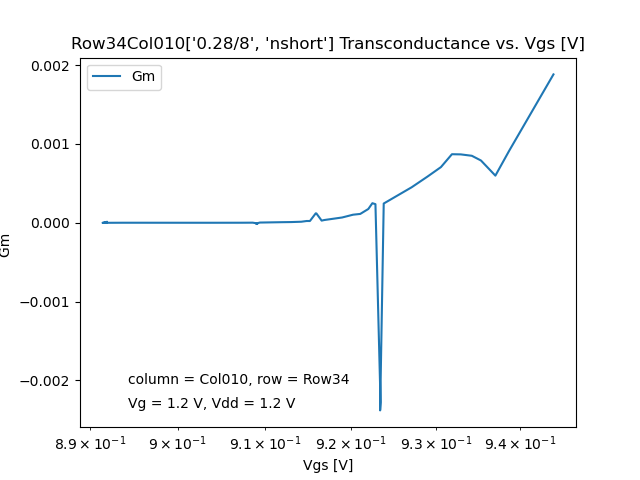 Row34Col010['0.28/8', 'nshort'] Transconductance vs. Vgs [V]
Gm
0.002
0.001
0.000
−0.001
−0.002
Gm
column = Col010, row = Row34
Vg = 1.2 V, Vdd = 1.2 V
8.9 × 10⁻¹ 9 × 10⁻¹ 9.1 × 10⁻¹ 9.2 × 10⁻¹ 9.3 × 10⁻¹ 9.4 × 10⁻¹
Vgs [V]